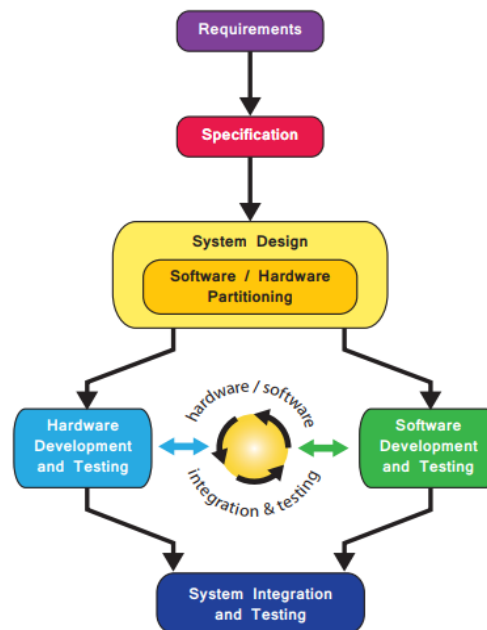 Requirements
Specification
System Design
Software / Hardware
Partitioning
Hardware
Development
and Testing
hardware / software
integration & testing
Software
Development
and Testing
System Integration
and Testing